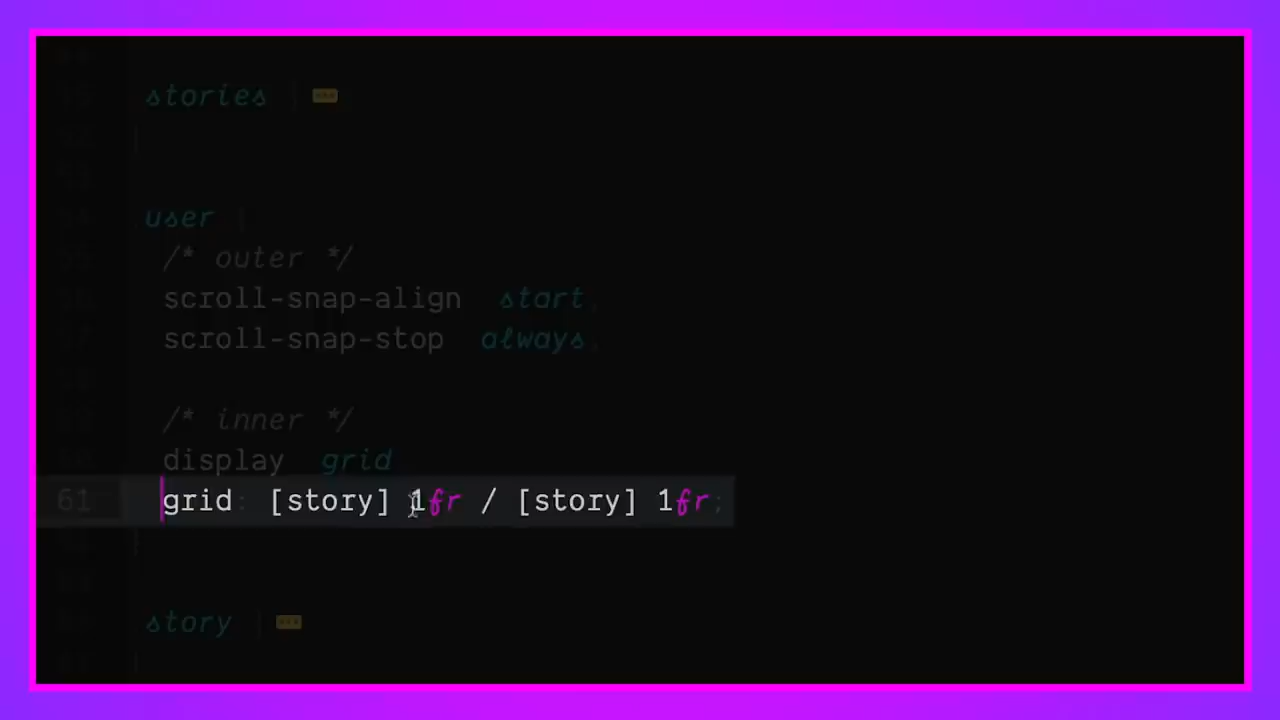 stories {
.user {
/* outer */
scroll-snap-align start;
scroll-snap-stop always;
/* inner */
display grid
61 grid: [story] 1fr / [story] 1fr;
story {